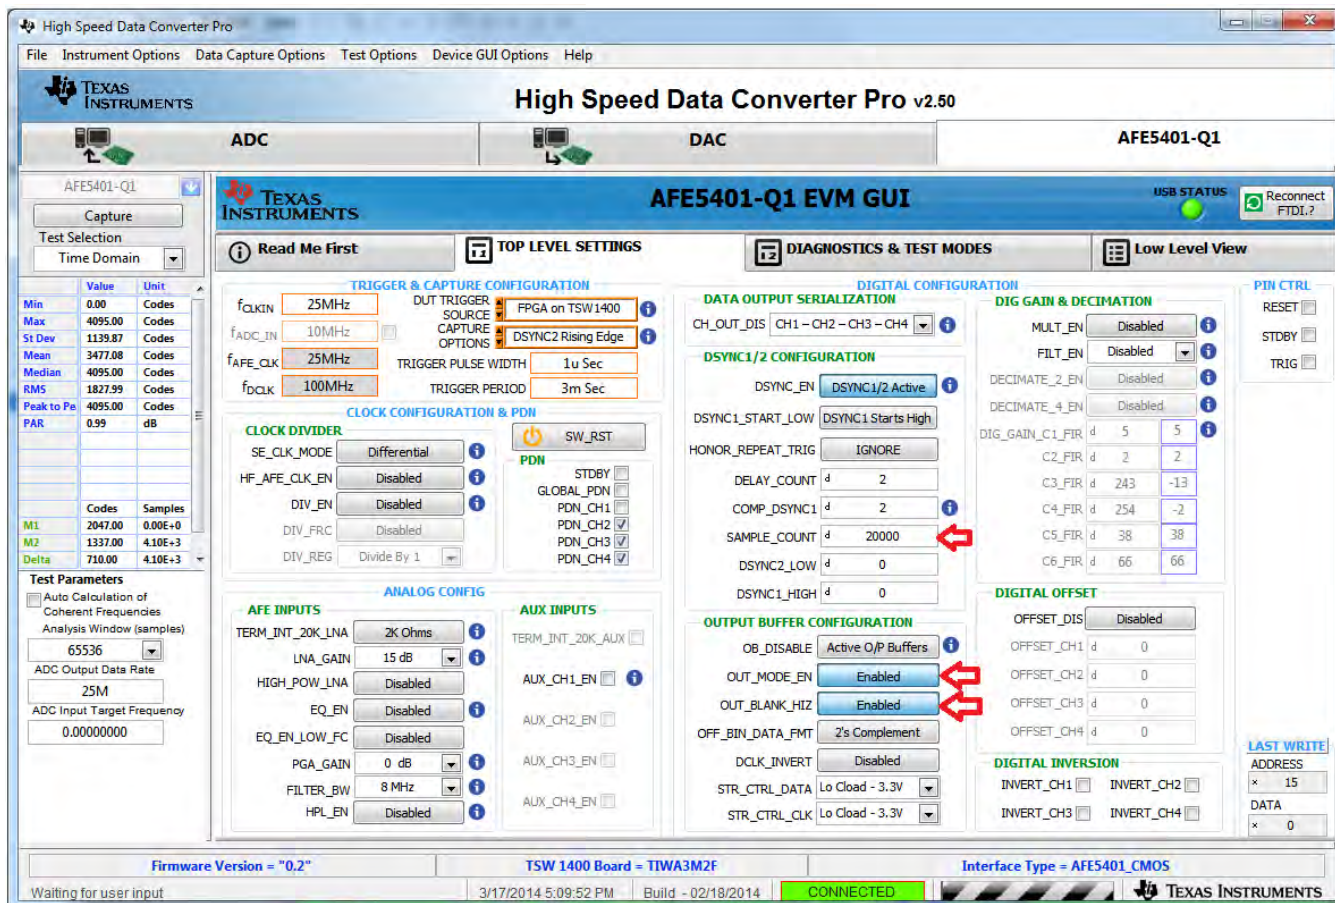 High Speed Data Converter Pro
File Instrument Options Data Capture Options Test Options Device GUI Options Help
TEXAS INSTRUMENTS
High Speed Data Converter Pro v2.50
ADC DAC AFE5401-Q1
AFE5401-Q1
Capture
Test Selection
Time Domain
Value Unit
Min 0.00 Codes
Max 4095.00 Codes
St Dev 1139.87 Codes
Mean 3477.08 Codes
Median 4095.00 Codes
RMS 1827.99 Codes
Peak to Pe 4095.00 Codes
PAR 0.99 dB
Codes Samples
M1 2047.00 0.00E+0
M2 1337.00 4.10E+3
Delta 710.00 4.10E+3
Test Parameters
Auto Calculation of
Coherent Frequencies
Analysis Window (samples)
65536
ADC Output Data Rate
25M
ADC Input Target Frequency
0.00000000
TEXAS INSTRUMENTS
AFE5401-Q1 EVM GUI
USB STATUS
Reconnect FTDI.?
Read Me First TOP LEVEL SETTINGS DIAGNOSTICS & TEST MODES Low Level View
TRIGGER & CAPTURE CONFIGURATION
fCLKIN 25MHz
fADC_IN 10MHz
fAFE_CLK 25MHz
fDCLK 100MHz
DUT TRIGGER SOURCE FPGA on TSW1400
CAPTURE OPTIONS DSYNC2 Rising Edge
TRIGGER PULSE WIDTH 1u Sec
TRIGGER PERIOD 3m Sec
CLOCK CONFIGURATION & PDN
CLOCK DIVIDER
SE_CLK_MODE Differential
HF_AFE_CLK_EN Disabled
DIV_EN Disabled
DIV_FRC Disabled
DIV_REG Divide By 1
SW_RST
PDN
STDBY
GLOBAL_PDN
PDN_CH1
PDN_CH2
PDN_CH3
PDN_CH4
ANALOG CONFIG
AFE INPUTS
TERM_INT_20K_LNA 2K Ohms
LNA_GAIN 15 dB
HIGH_POW_LNA Disabled
EQ_EN Disabled
EQ_EN_LOW_FC Disabled
PGA_GAIN 0 dB
FILTER_BW 8 MHz
HPL_EN Disabled
AUX INPUTS
TERM_INT_20K_AUX
AUX_CH1_EN
AUX_CH2_EN
AUX_CH3_EN
AUX_CH4_EN
DIGITAL CONFIGURATION
DATA OUTPUT SERIALIZATION
CH_OUT_DIS CH1 – CH2 – CH3 – CH4
DSYNC1/2 CONFIGURATION
DSYNC_EN DSYNC1/2 Active
DSYNC1_START_LOW DSYNC1 Starts High
HONOR_REPEAT_TRIG IGNORE
DELAY_COUNT d 2
COMP_DSYNC1 d 2
SAMPLE_COUNT d 20000
DSYNC2_LOW d 0
DSYNC1_HIGH d 0
OUTPUT BUFFER CONFIGURATION
OB_DISABLE Active O/P Buffers
OUT_MODE_EN Enabled
OUT_BLANK_HIZ Enabled
OFF_BIN_DATA_FMT 2's Complement
DCLK_INVERT Disabled
STR_CTRL_DATA Lo Cload - 3.3V
STR_CTRL_CLK Lo Cload - 3.3V
DIG GAIN & DECIMATION
MULT_EN Disabled
FILT_EN Disabled
DECIMATE_2_EN Disabled
DECIMATE_4_EN Disabled
DIG_GAIN_C1_FIR d 5 5
C2_FIR d 2 2
C3_FIR d 243 -13
C4_FIR d 254 -2
C5_FIR d 38 38
C6_FIR d 66 66
DIGITAL OFFSET
OFFSET_DIS Disabled
OFFSET_CH1 d 0
OFFSET_CH2 d 0
OFFSET_CH3 d 0
OFFSET_CH4 d 0
DIGITAL INVERSION
INVERT_CH1 INVERT_CH2
INVERT_CH3 INVERT_CH4
PIN CTRL
RESET
STDBY
TRIG
LAST WRITE
ADDRESS
x 15
DATA
x 0
Firmware Version = "0.2" TSW 1400 Board = TIWA3M2F Interface Type = AFE5401_CMOS
Waiting for user input 3/17/2014 5:09:52 PM Build - 02/18/2014 CONNECTED TEXAS INSTRUMENTS